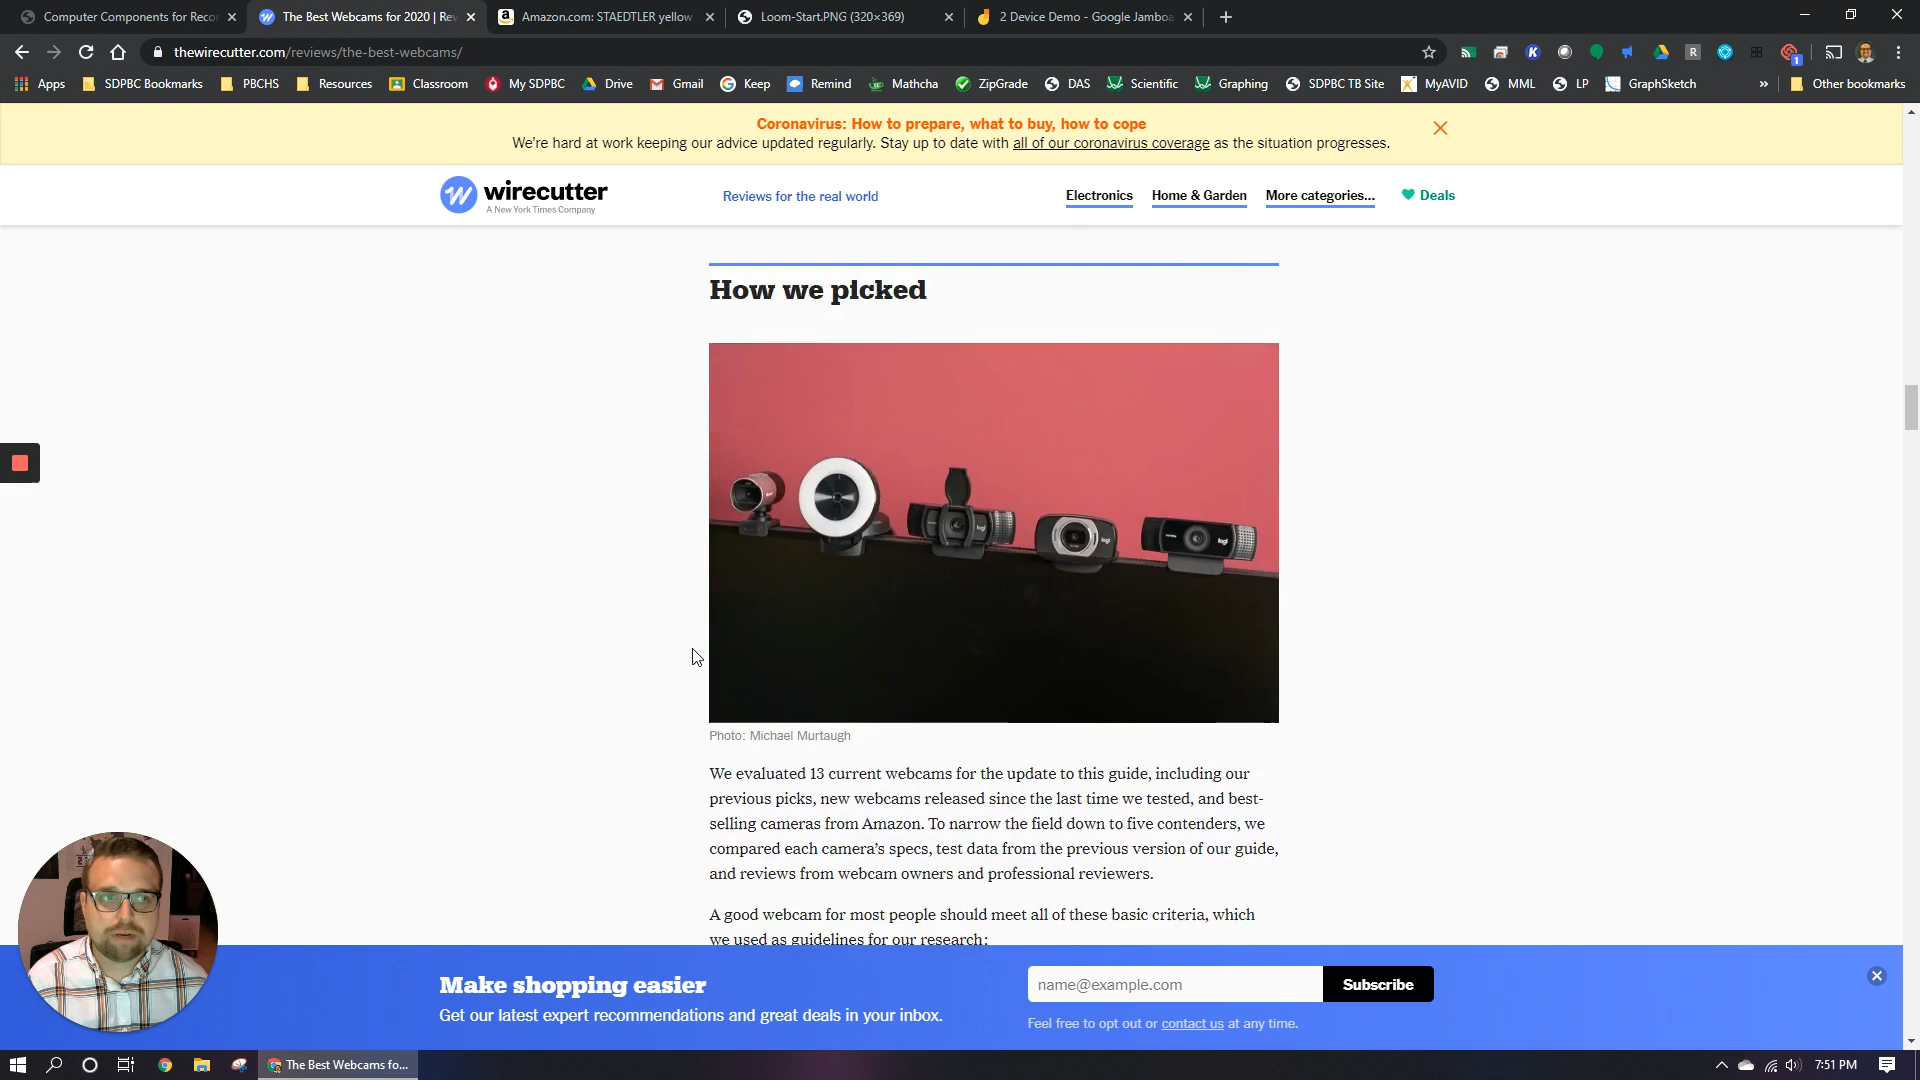 Computer Components for Recor
The Best Webcams for 2020 | Rev
Amazon.com: STAEDTLER yellow
Loom-Start.PNG (320×369)
2 Device Demo - Google Jamboa
thewirecutter.com/reviews/the-best-webcams/
Apps
SDPBC Bookmarks
PBCHS
Resources
Classroom
My SDPBC
Drive
Gmail
Keep
Remind
Mathcha
ZipGrade
DAS
Scientific
Graphing
SDPBC TB Site
MyAVID
MML
LP
GraphSketch
»
Other bookmarks
Coronavirus: How to prepare, what to buy, how to cope
We're hard at work keeping our advice updated regularly. Stay up to date with all of our coronavirus coverage as the situation progresses.
wirecutter
A New York Times Company
Reviews for the real world
Electronics
Home & Garden
More categories...
Deals
How we picked
logi
logi
logi
Photo: Michael Murtaugh
We evaluated 13 current webcams for the update to this guide, including our
previous picks, new webcams released since the last time we tested, and best-
selling cameras from Amazon. To narrow the field down to five contenders, we
compared each camera's specs, test data from the previous version of our guide,
and reviews from webcam owners and professional reviewers.
A good webcam for most people should meet all of these basic criteria, which
we used as guidelines for our research:
Make shopping easier
Get our latest expert recommendations and great deals in your inbox.
name@example.com
Subscribe
Feel free to opt out or contact us at any time.
The Best Webcams fo...
7:51 PM